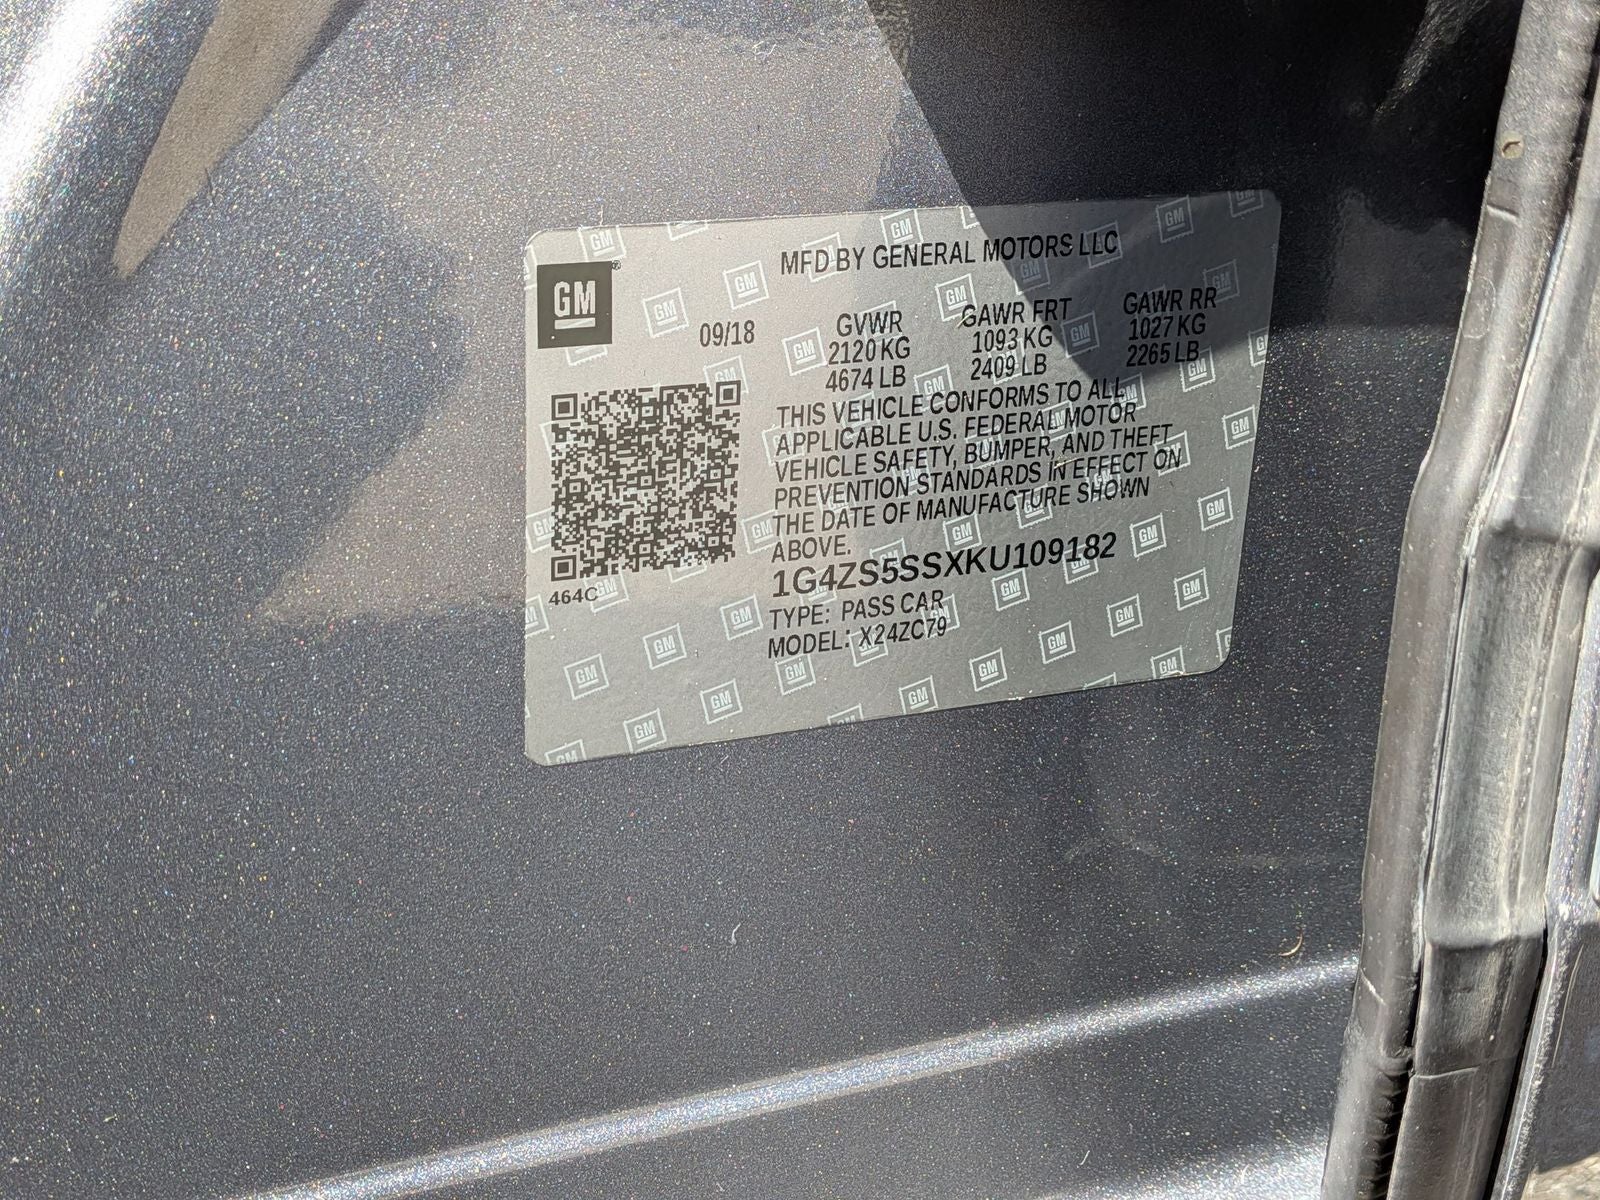 MFD BY GENERAL MOTORS LLC
GM
09/18
GVWR GAWR FRT GAWR RR
2120 KG 1093 KG 1027 KG
4674 LB 2409 LB 2265 LB
THIS VEHICLE CONFORMS TO ALL
APPLICABLE U.S. FEDERAL MOTOR
VEHICLE SAFETY, BUMPER, AND THEFT
PREVENTION STANDARDS IN EFFECT ON
THE DATE OF MANUFACTURE SHOWN
ABOVE.
1G4ZS5SSXKU109182
464C
TYPE: PASS CAR
MODEL: X24ZC79